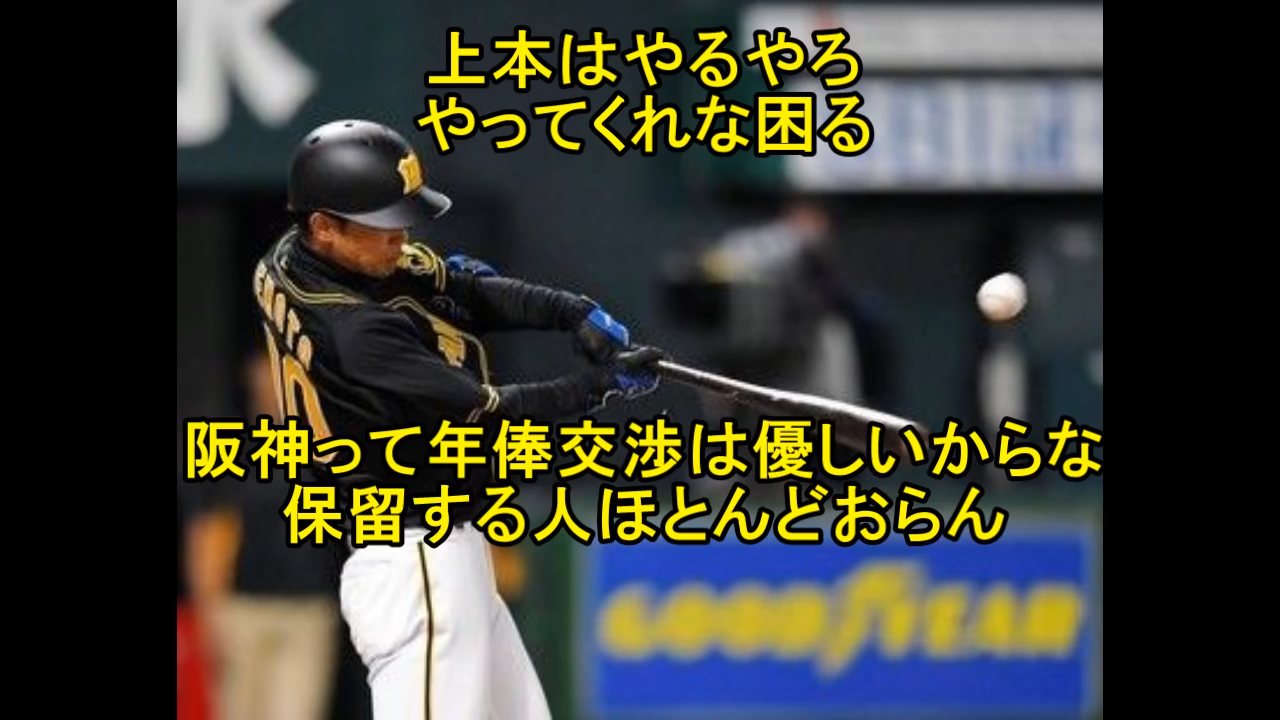 上本はやるやろ
やってくれな困る
阪神って年俸交渉は優しいからな
保留する人ほとんどおらん
GOODYEAR